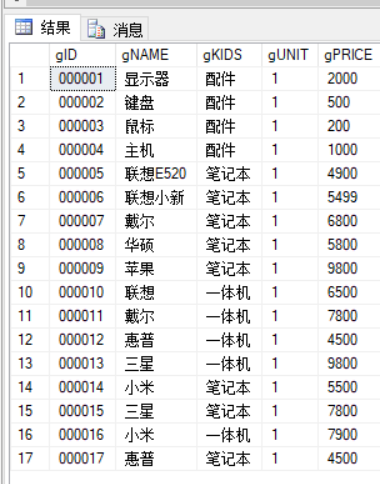 结果 消息
gID gNAME gKIDS gUNIT gPRICE
1 000001 显示器 配件 1 2000
2 000002 键盘 配件 1 500
3 000003 鼠标 配件 1 200
4 000004 主机 配件 1 1000
5 000005 联想E520 笔记本 1 4900
6 000006 联想小新 笔记本 1 5499
7 000007 戴尔 笔记本 1 6800
8 000008 华硕 笔记本 1 5800
9 000009 苹果 笔记本 1 9800
10 000010 联想 一体机 1 6500
11 000011 戴尔 一体机 1 7800
12 000012 惠普 一体机 1 4500
13 000013 三星 一体机 1 9800
14 000014 小米 笔记本 1 5500
15 000015 三星 笔记本 1 7800
16 000016 小米 一体机 1 7900
17 000017 惠普 笔记本 1 4500